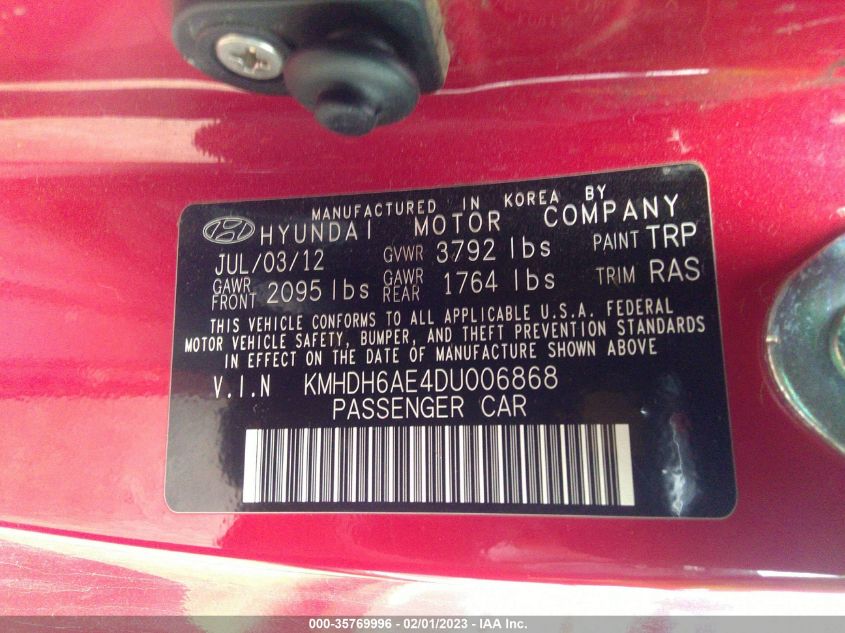 MANUFACTURED IN KOREA BY
HYUNDAI MOTOR COMPANY
JUL/03/12 GVWR 3792 lbs PAINT TRP
GAWR FRONT 2095 lbs GAWR REAR 1764 lbs TRIM RAS
THIS VEHICLE CONFORMS TO ALL APPLICABLE U.S.A. FEDERAL
MOTOR VEHICLE SAFETY, BUMPER, AND THEFT PREVENTION STANDARDS
IN EFFECT ON THE DATE OF MANUFACTURE SHOWN ABOVE
V.I.N KMHDH6AE4DU006868
PASSENGER CAR
000-35769996 - 02/01/2023 - IAA Inc.